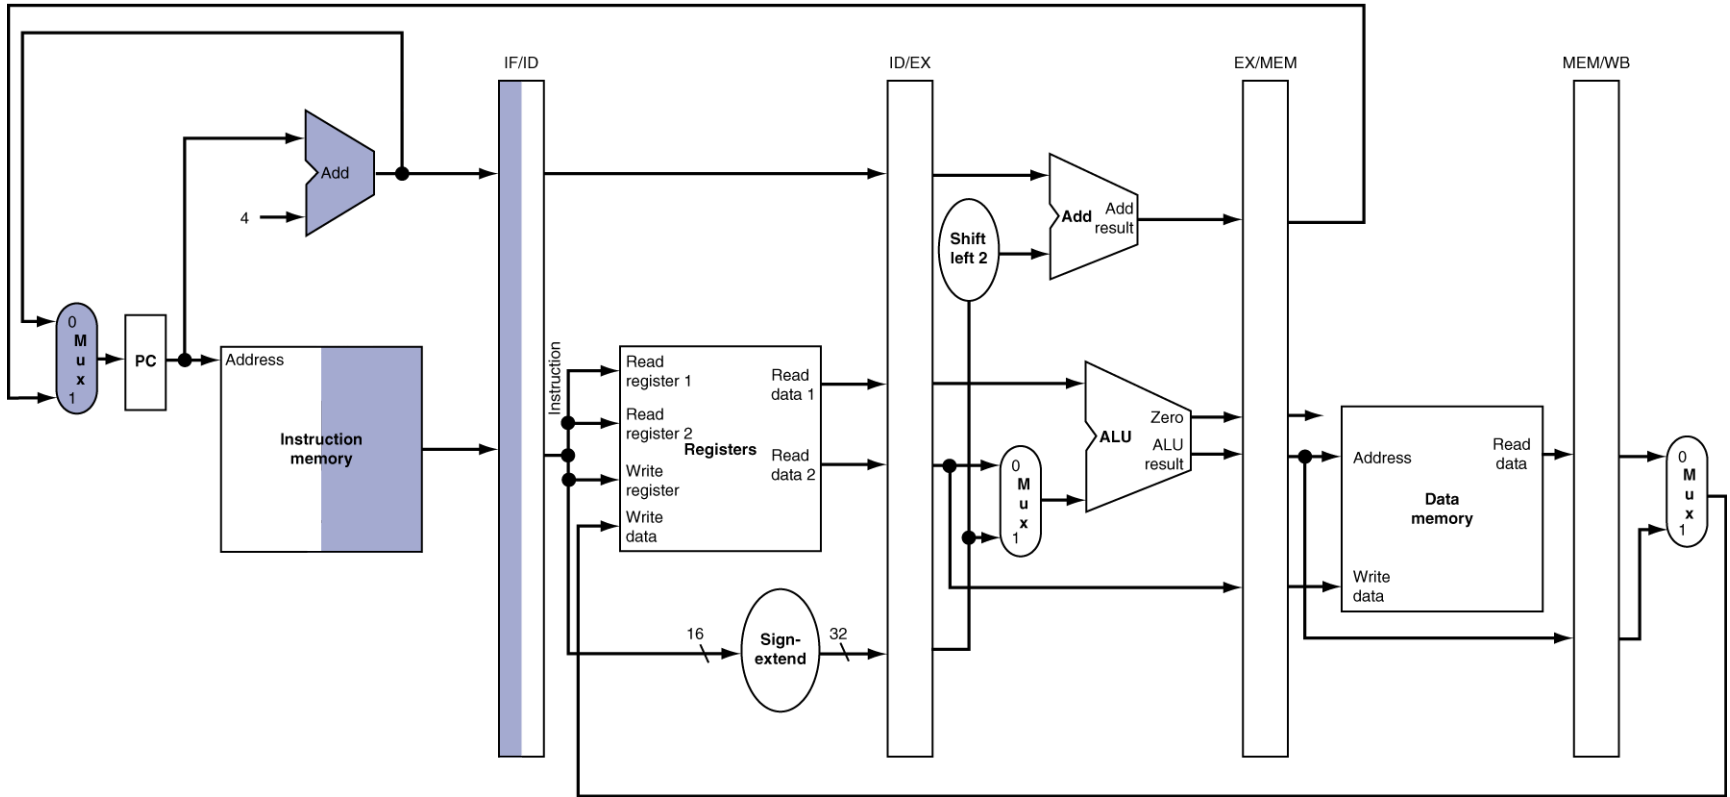 IF/ID
ID/EX
EX/MEM
MEM/WB
Add
4
Add
Add
result
Shift
left 2
0
M
u
x
1
PC
Address
Instruction
memory
Instruction
Read
register 1
Read
register 2
Write
register
Write
data
Registers
Read
data 1
Read
data 2
16
Sign-
extend
32
0
M
u
x
1
ALU
Zero
ALU
result
Address
Write
data
Data
memory
Read
data
0
M
u
x
1